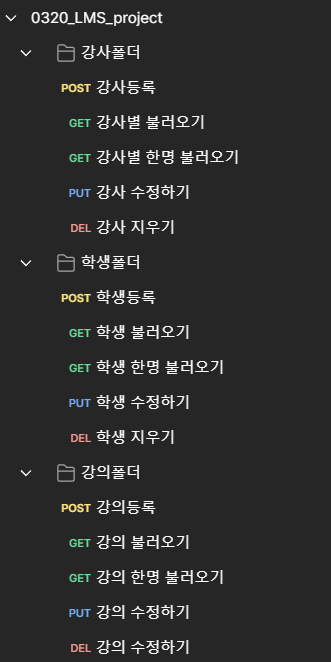 0320_LMS_project
강사폴더
POST 강사등록
GET 강사별 불러오기
GET 강사별 한명 불러오기
PUT 강사 수정하기
DEL 강사 지우기
학생폴더
POST 학생등록
GET 학생 불러오기
GET 학생 한명 불러오기
PUT 학생 수정하기
DEL 학생 지우기
강의폴더
POST 강의등록
GET 강의 불러오기
GET 강의 한명 불러오기
PUT 강의 수정하기
DEL 강의 수정하기